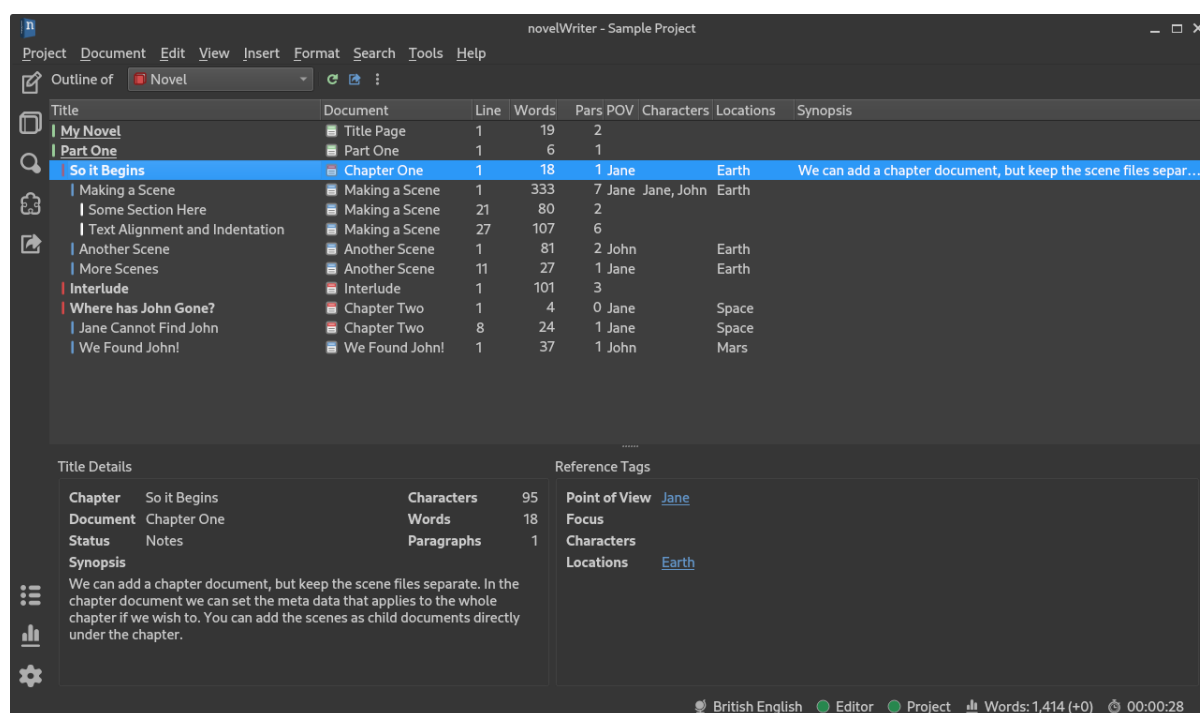 novelWriter - Sample Project
Project Document Edit View Insert Format Search Tools Help
Outline of Novel
Title Document Line Words Pars POV Characters Locations Synopsis
My Novel Title Page 1 19 2
Part One Part One 1 6 1
So it Begins Chapter One 1 18 1 Jane Earth We can add a chapter document, but keep the scene files separ...
Making a Scene Making a Scene 1 333 7 Jane Jane, John Earth
Some Section Here Making a Scene 21 80 2
Text Alignment and Indentation Making a Scene 27 107 6
Another Scene Another Scene 1 81 2 John Earth
More Scenes Another Scene 11 27 1 Jane Earth
Interlude Interlude 1 101 3
Where has John Gone? Chapter Two 1 4 0 Jane Space
Jane Cannot Find John Chapter Two 8 24 1 Jane Space
We Found John! We Found John! 1 37 1 John Mars
Title Details
Chapter So it Begins Characters 95
Document Chapter One Words 18
Status Notes Paragraphs 1
Synopsis
We can add a chapter document, but keep the scene files separate. In the
chapter document we can set the meta data that applies to the whole
chapter if we wish to. You can add the scenes as child documents directly
under the chapter.
Reference Tags
Point of View Jane
Focus
Characters
Locations Earth
British English Editor Project Words: 1,414 (+0) 00:00:28